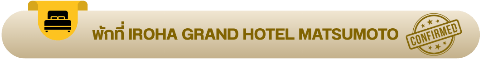 พักที่ IROHA GRAND HOTEL MATSUMOTO
CONFIRMED